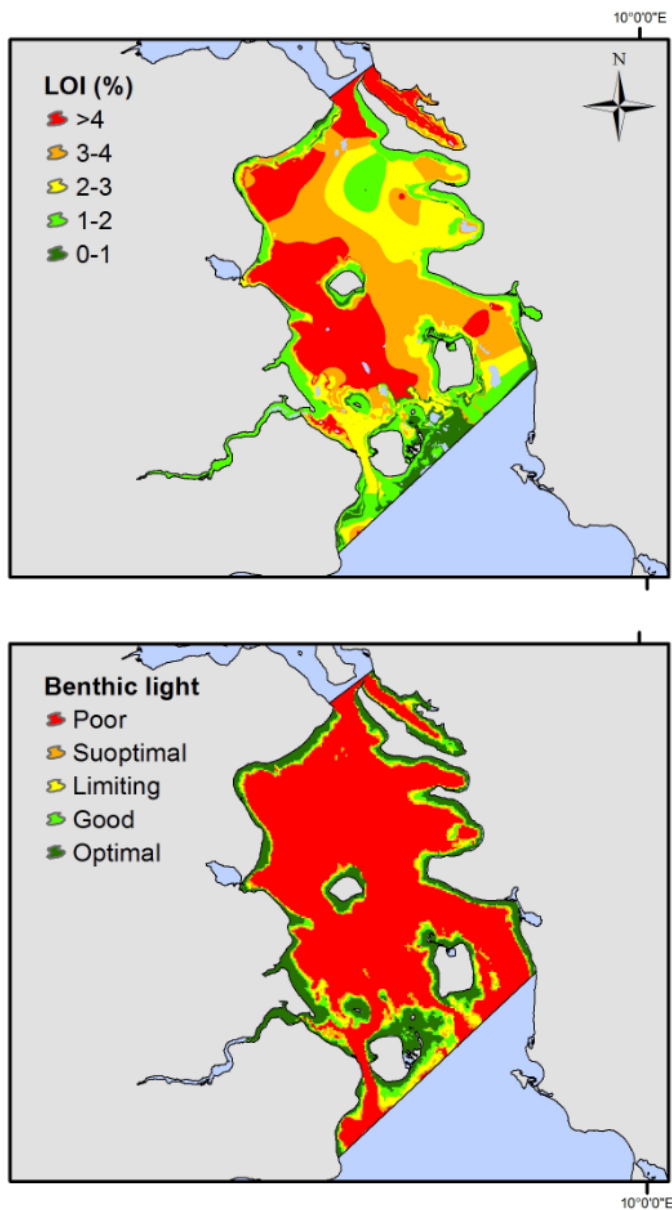 10°0'0"E
N
LOI (%)
>4
3-4
2-3
1-2
0-1
Benthic light
Poor
Suoptimal
Limiting
Good
Optimal
10°0'0"E